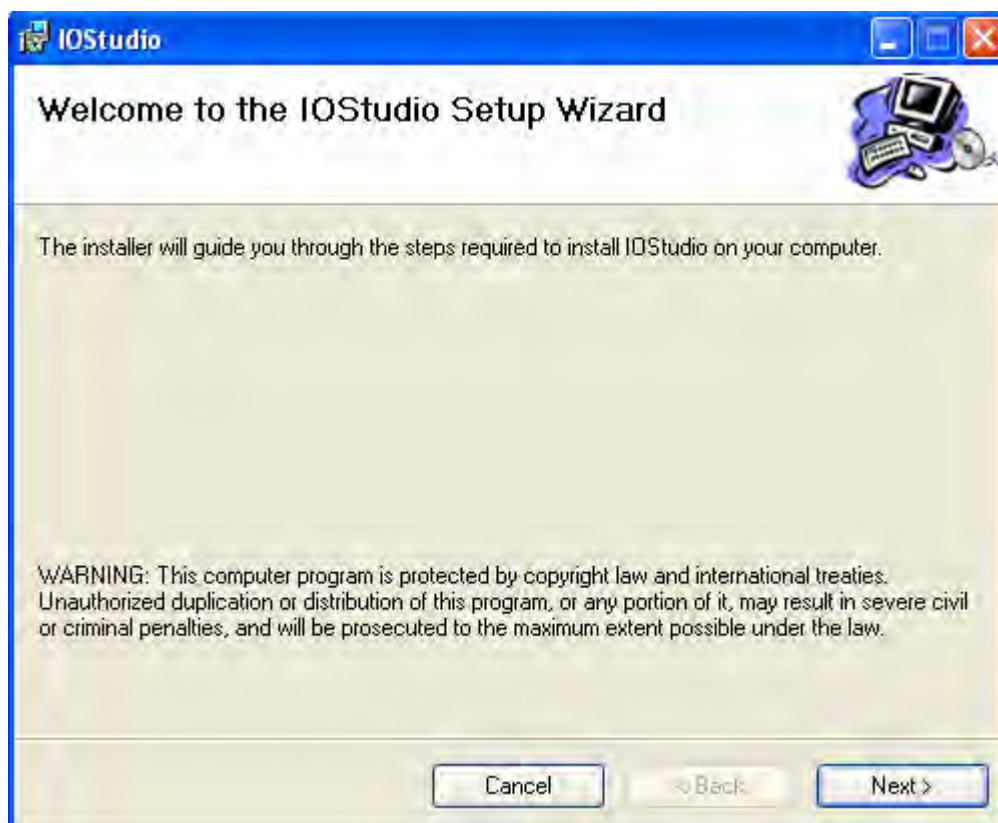 IOStudio
Welcome to the IOStudio Setup Wizard
The installer will guide you through the steps required to install IOStudio on your computer.
WARNING: This computer program is protected by copyright law and international treaties.
Unauthorized duplication or distribution of this program, or any portion of it, may result in severe civil
or criminal penalties, and will be prosecuted to the maximum extent possible under the law.
Cancel < Back Next >